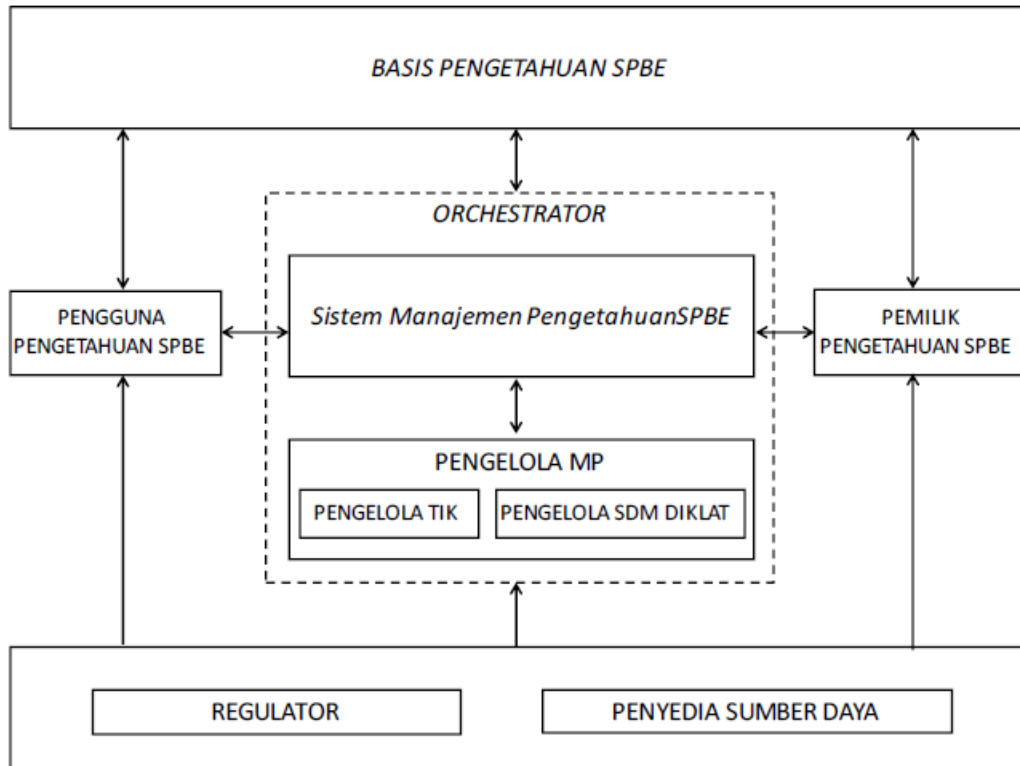 BASIS PENGETAHUAN SPBE
ORCHESTRATOR
PENGGUNA
PENGETAHUAN SPBE
Sistem Manajemen PengetahuanSPBE
PEMILIK
PENGETAHUAN SPBE
PENGELOLA MP
PENGELOLA TIK
PENGELOLA SDM DIKLAT
REGULATOR
PENYEDIA SUMBER DAYA